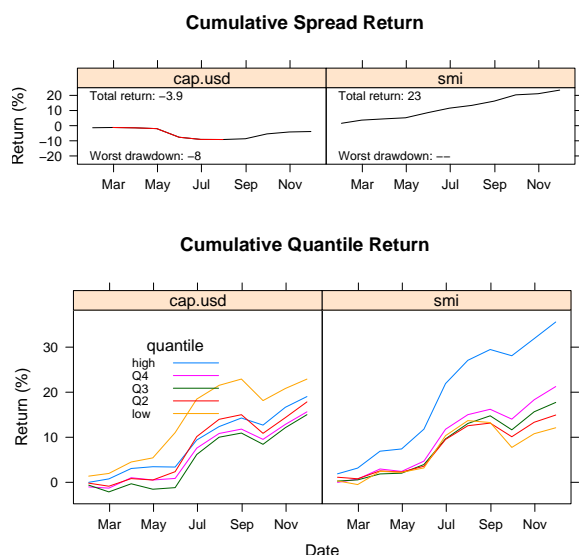 Cumulative Spread Return
cap.usd smi
Total return: −3.9 Total return: 23
Worst drawdown: −8 Worst drawdown: −−
Return (%)
20
10
0
−10
−20
Mar May Jul Sep Nov Mar May Jul Sep Nov
Cumulative Quantile Return
cap.usd smi
quantile
high
Q4
Q3
Q2
low
Return (%)
30
20
10
0
Mar May Jul Sep Nov Mar May Jul Sep Nov
Date